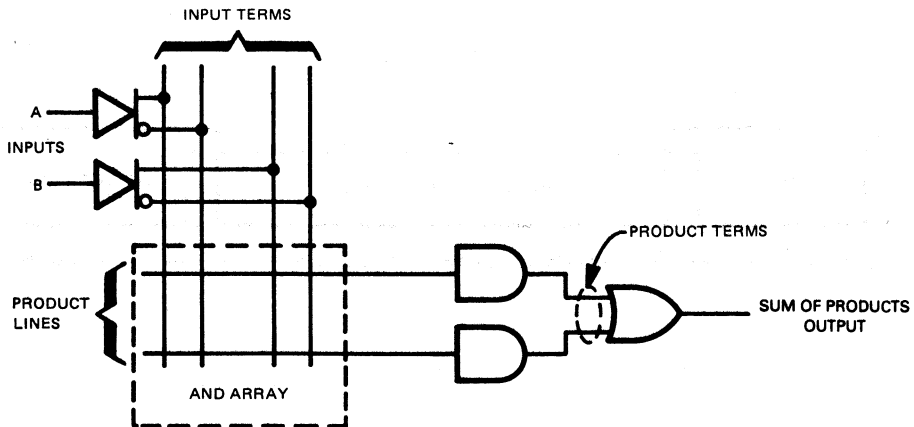 INPUT TERMS
A
INPUTS
B
PRODUCT TERMS
PRODUCT
LINES
SUM OF PRODUCTS
OUTPUT
AND ARRAY